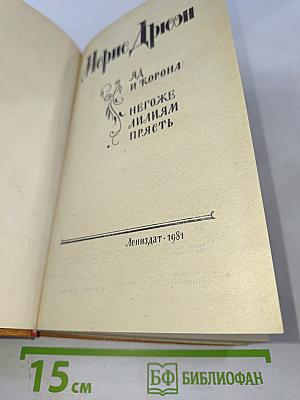 Морис Дрюон
ЯД
И КОРОНА
НЕГОЖЕ
ЛИЛИЯМ
ПРЯСТЬ
Лениздат · 1981
15 см
БФ БИБЛИОФАН